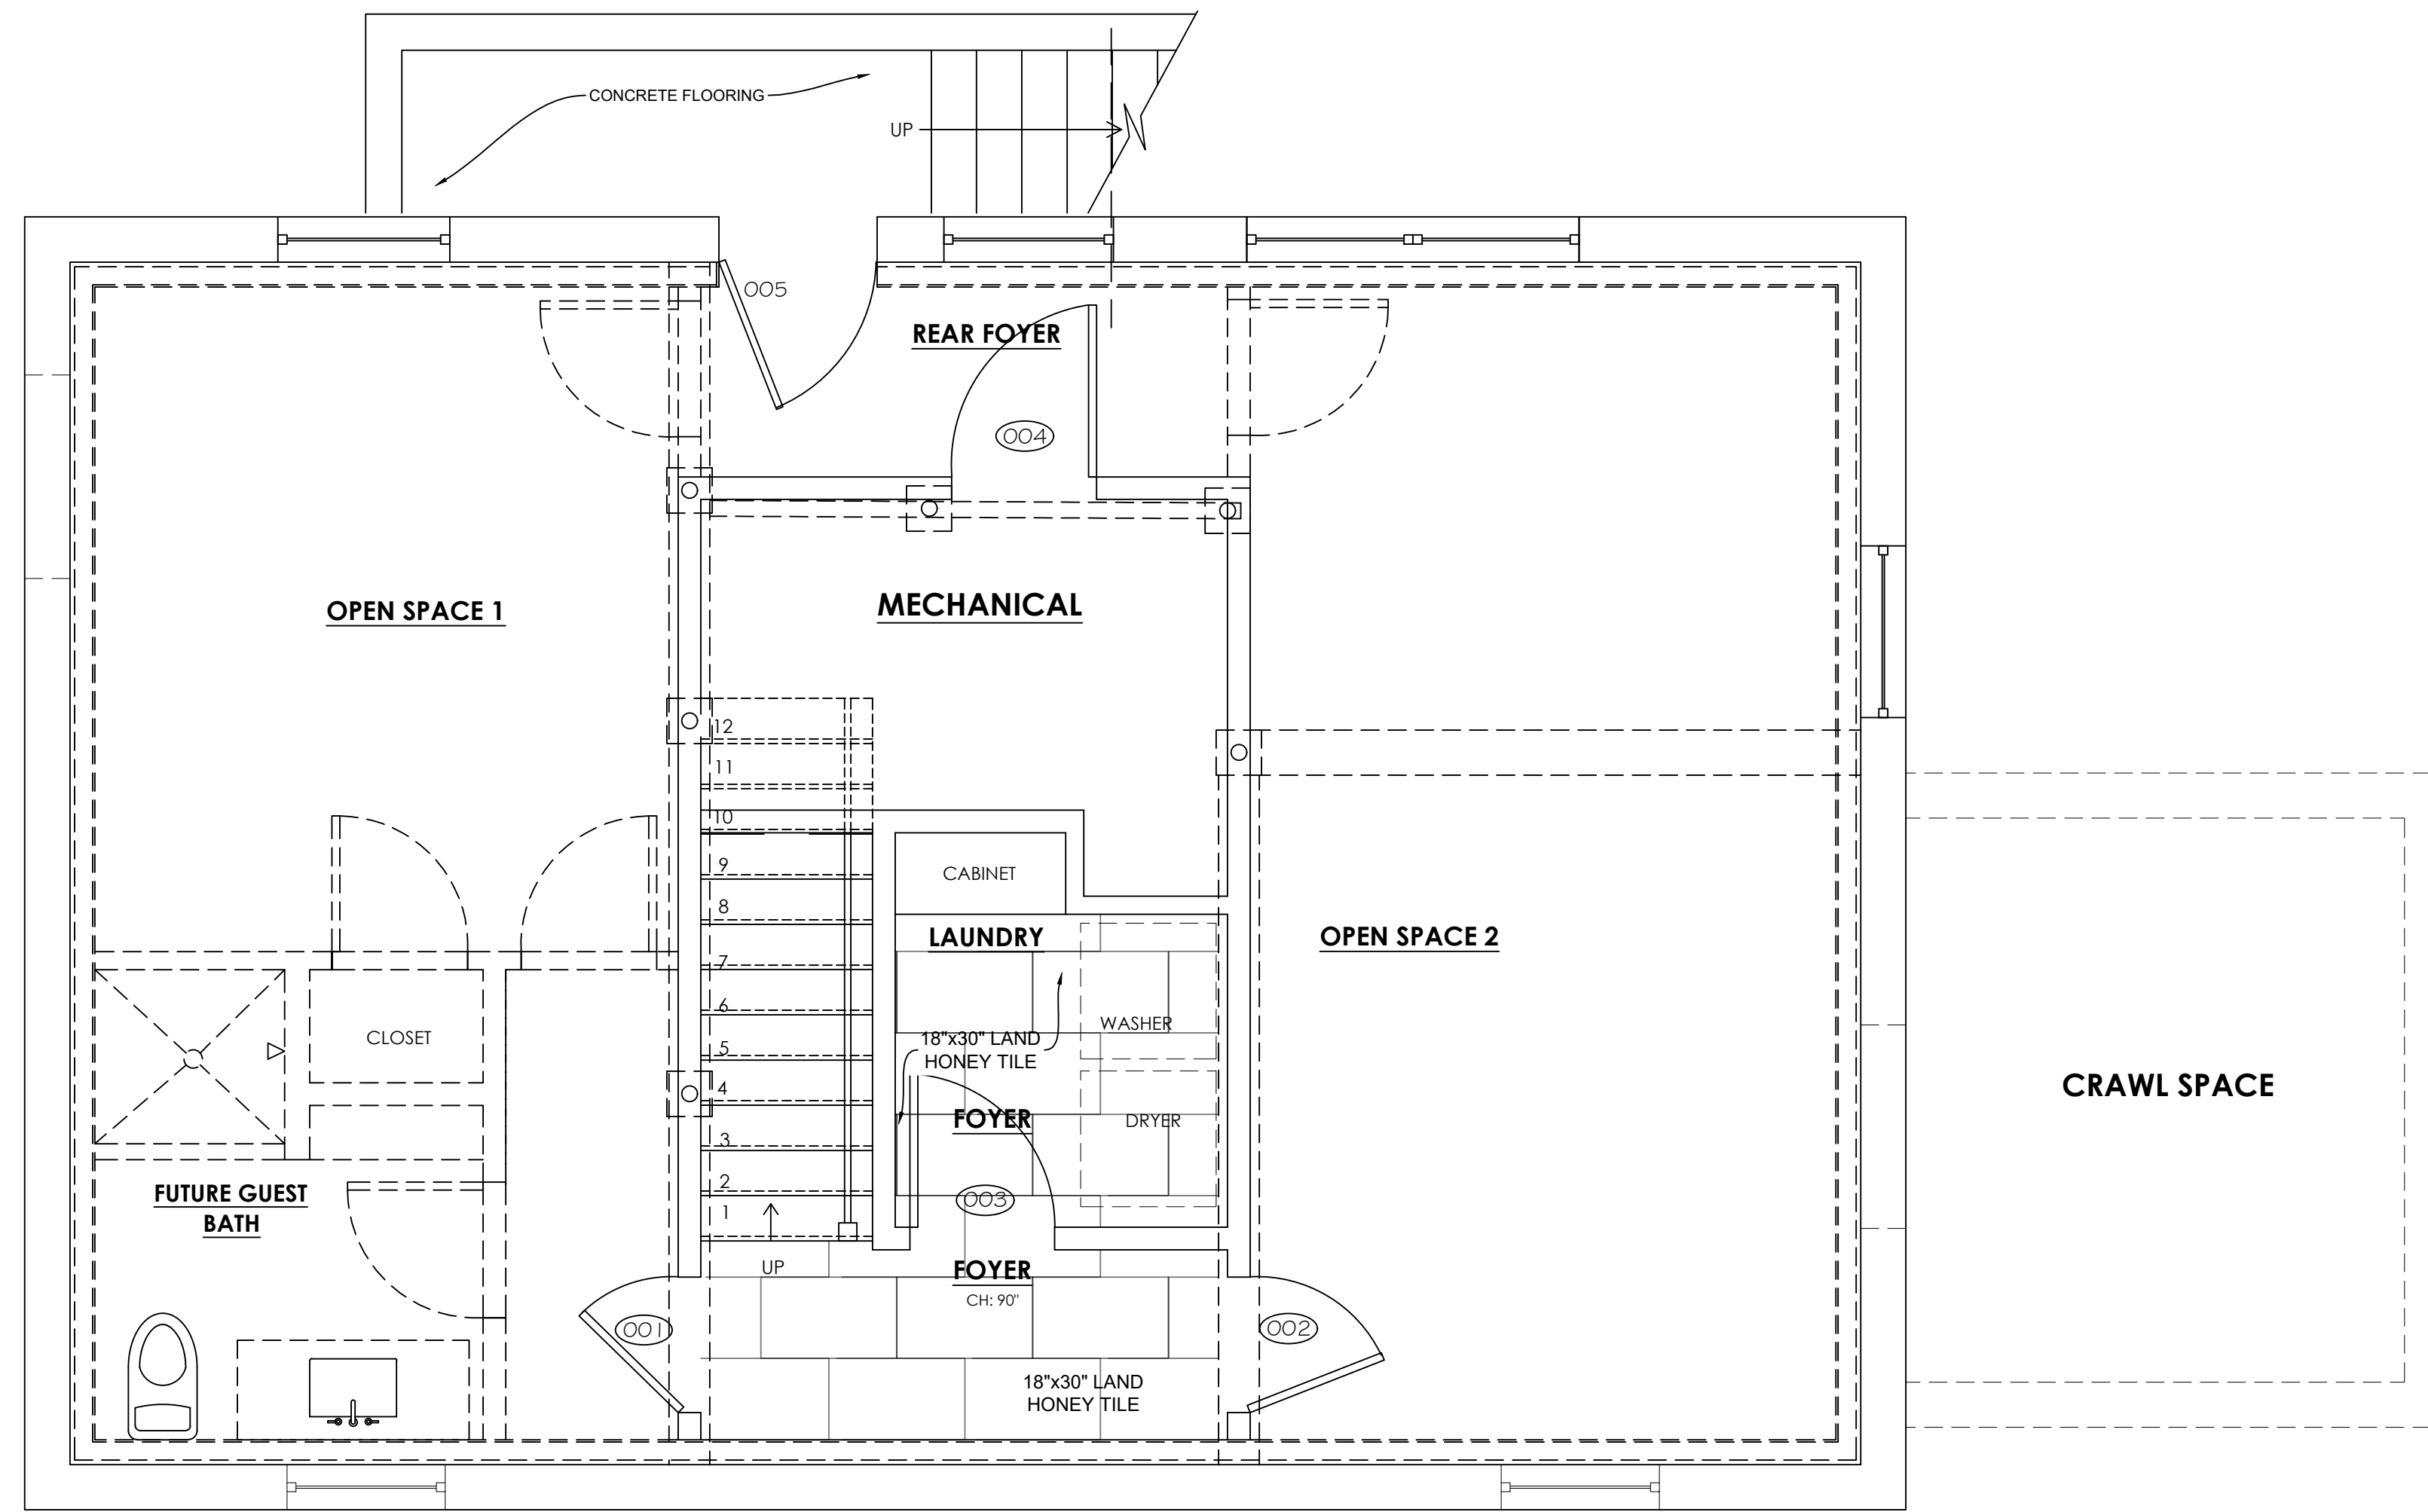 CONCRETE FLOORING
UP
005
REAR FOYER
004
OPEN SPACE 1
MECHANICAL
12
11
10
9
8
7
6
5
4
3
2
1
UP
CABINET
LAUNDRY
WASHER
18"x30" LAND
HONEY TILE
FOYER
DRYER
003
FOYER
CH: 90"
001
002
18"x30" LAND
HONEY TILE
OPEN SPACE 2
CLOSET
FUTURE GUEST
BATH
CRAWL SPACE